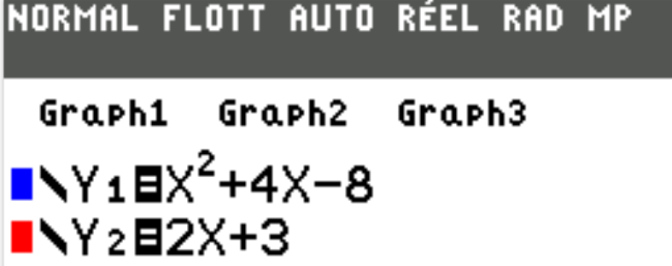 NORMAL FLOTT AUTO RÉEL RAD MP
Graph1 Graph2 Graph3
\Y₁=X²+4X-8
\Y₂=2X+3